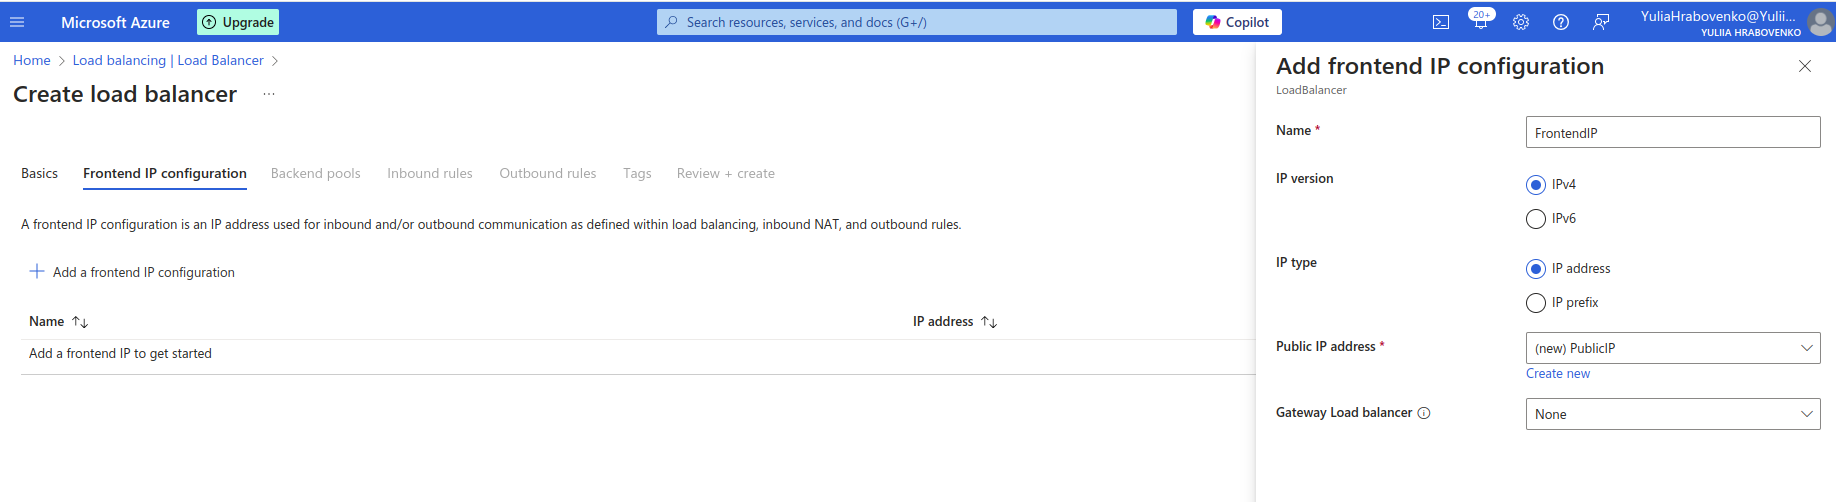 Microsoft Azure
Upgrade
Search resources, services, and docs (G+/)
Copilot
20+
YuliaHrabovenko@Yulii...
YULIIA HRABOVENKO
Home > Load balancing | Load Balancer >
Create load balancer ...
Basics Frontend IP configuration Backend pools Inbound rules Outbound rules Tags Review + create
A frontend IP configuration is an IP address used for inbound and/or outbound communication as defined within load balancing, inbound NAT, and outbound rules.
+ Add a frontend IP configuration
Name ↑↓ IP address ↑↓
Add a frontend IP to get started
Add frontend IP configuration
LoadBalancer
Name *
FrontendIP
IP version
IPv4
IPv6
IP type
IP address
IP prefix
Public IP address *
(new) PublicIP
Create new
Gateway Load balancer
None